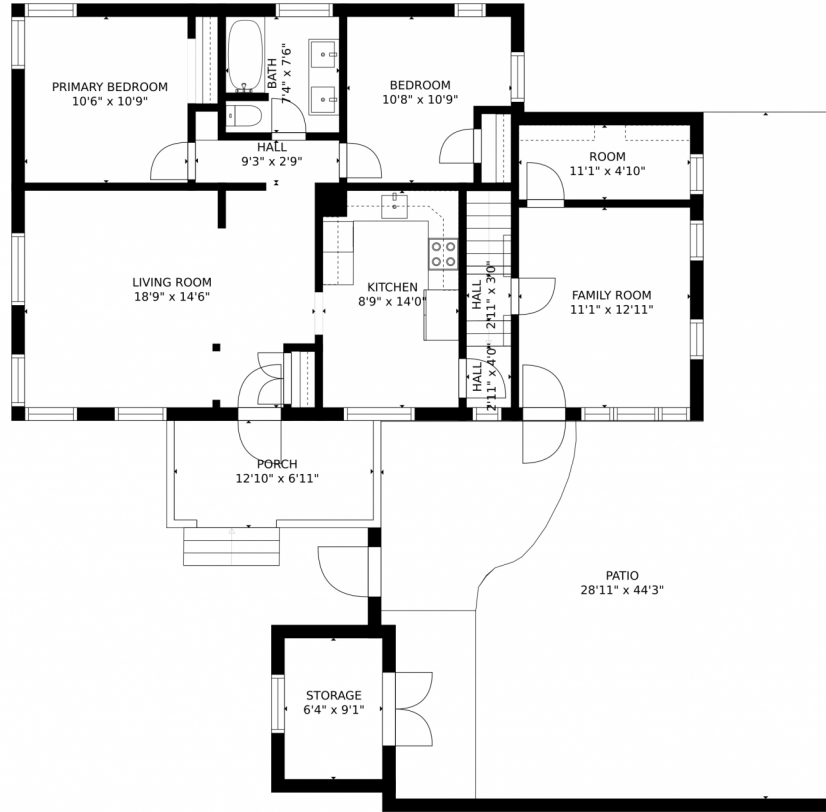 PRIMARY BEDROOM
10'6" x 10'9"
BATH
7'4" x 7'6"
BEDROOM
10'8" x 10'9"
HALL
9'3" x 2'9"
ROOM
11'1" x 4'10"
LIVING ROOM
18'9" x 14'6"
KITCHEN
8'9" x 14'0"
HALL
2'11" x 3'0"
FAMILY ROOM
11'1" x 12'11"
HALL
2'11" x 4'0"
PORCH
12'10" x 6'11"
PATIO
28'11" x 44'3"
STORAGE
6'4" x 9'1"